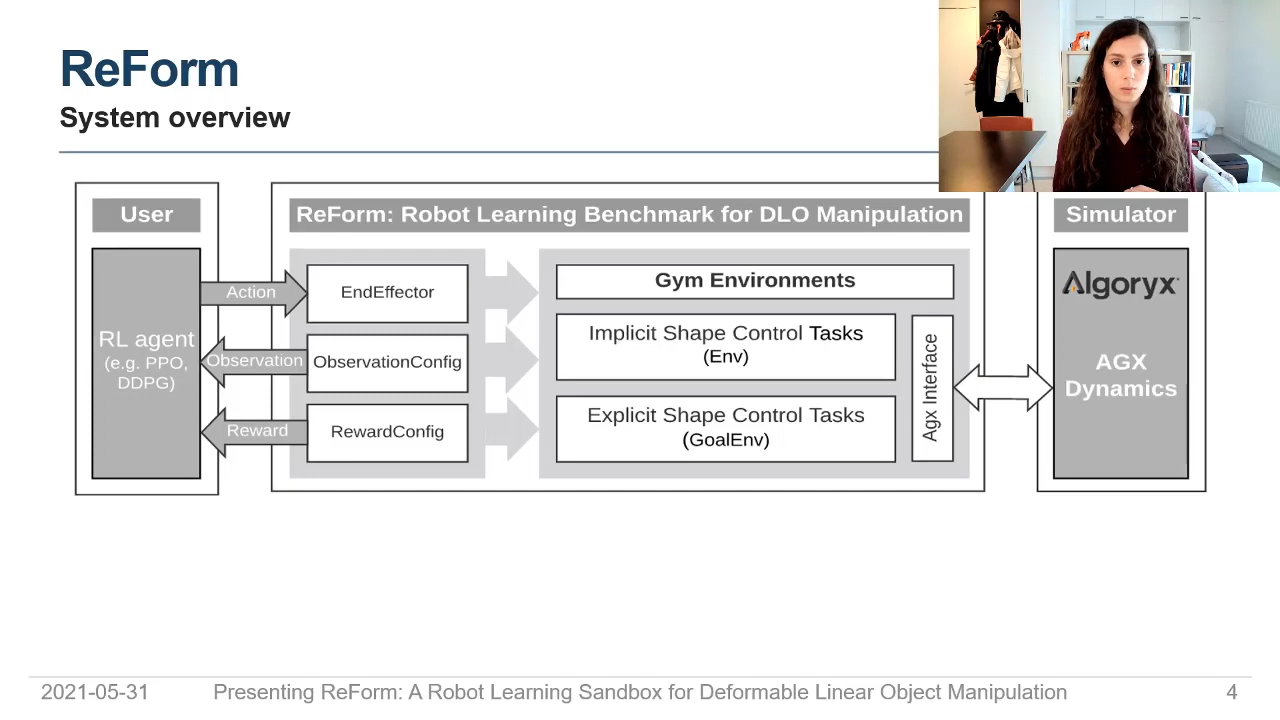 ReForm
System overview
User
ReForm: Robot Learning Benchmark for DLO Manipulation
Simulator
Action
Observation
Reward
RL agent
(e.g. PPO,
DDPG)
EndEffector
ObservationConfig
RewardConfig
Gym Environments
Implicit Shape Control Tasks
(Env)
Explicit Shape Control Tasks
(GoalEnv)
Agx Interface
Algoryx
AGX
Dynamics
2021-05-31
Presenting ReForm: A Robot Learning Sandbox for Deformable Linear Object Manipulation
4